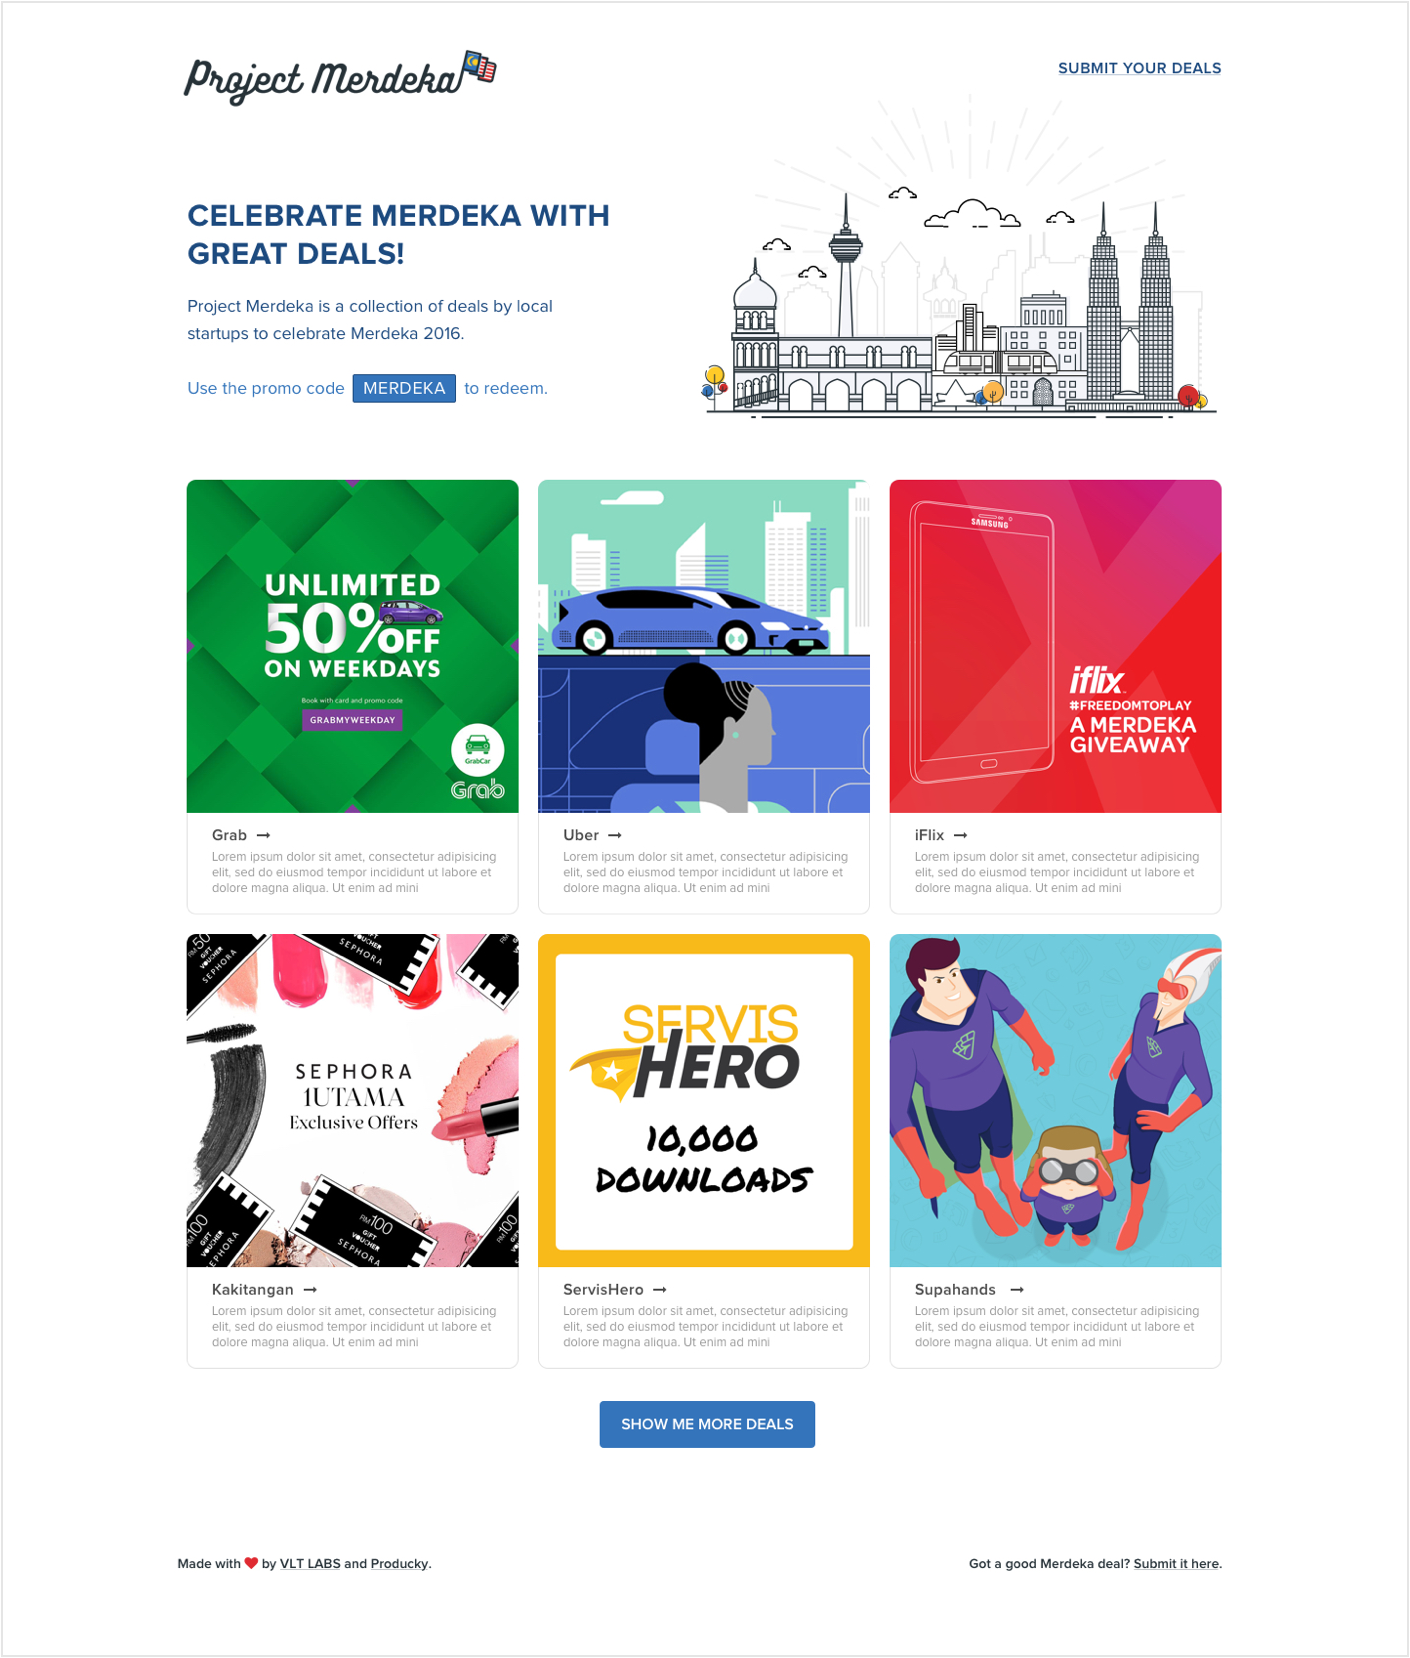 Project Merdeka
SUBMIT YOUR DEALS
CELEBRATE MERDEKA WITH
GREAT DEALS!
Project Merdeka is a collection of deals by local
startups to celebrate Merdeka 2016.
Use the promo code MERDEKA to redeem.
UNLIMITED
50% OFF
ON WEEKDAYS
Book with card and promo code
GRABMYWEEKDAY
GrabCar
Grab
SAMSUNG
iflix
#FREEDOMTOPLAY
A MERDEKA
GIVEAWAY
Grab
Lorem ipsum dolor sit amet, consectetur adipisicing
elit, sed do eiusmod tempor incididunt ut labore et
dolore magna aliqua. Ut enim ad mini
Uber
Lorem ipsum dolor sit amet, consectetur adipisicing
elit, sed do eiusmod tempor incididunt ut labore et
dolore magna aliqua. Ut enim ad mini
iFlix
Lorem ipsum dolor sit amet, consectetur adipisicing
elit, sed do eiusmod tempor incididunt ut labore et
dolore magna aliqua. Ut enim ad mini
RM50
GIFT
VOUCHER
SEPHORA
GIFT
VOUCHER
SEPHORA
SEPHORA
1UTAMA
Exclusive Offers
RM100
GIFT
VOUCHER
SEPHORA
RM100
GIFT
VOUCHER
SEPHORA
RM100
GIFT
VOUCHER
SERVIS
HERO
10,000
DOWNLOADS
Kakitangan
Lorem ipsum dolor sit amet, consectetur adipisicing
elit, sed do eiusmod tempor incididunt ut labore et
dolore magna aliqua. Ut enim ad mini
ServisHero
Lorem ipsum dolor sit amet, consectetur adipisicing
elit, sed do eiusmod tempor incididunt ut labore et
dolore magna aliqua. Ut enim ad mini
Supahands
Lorem ipsum dolor sit amet, consectetur adipisicing
elit, sed do eiusmod tempor incididunt ut labore et
dolore magna aliqua. Ut enim ad mini
SHOW ME MORE DEALS
Made with ❤ by VLT LABS and Producky.
Got a good Merdeka deal? Submit it here.